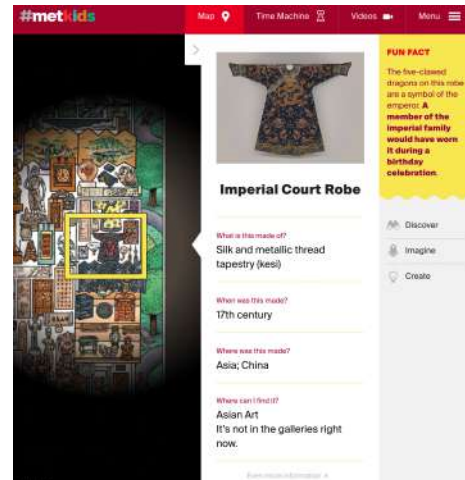 #metkids
Map
Time Machine
Videos
Menu
Imperial Court Robe
What is this made of?
Silk and metallic thread
tapestry (kesi)
When was this made?
17th century
Where was this made?
Asia; China
Where can I find it?
Asian Art
It's not in the galleries right
now.
Even more information
FUN FACT
The five-clawed
dragons on this robe
are a symbol of the
emperor. A
member of the
imperial family
would have worn
it during a
birthday
celebration.
Discover
Imagine
Create